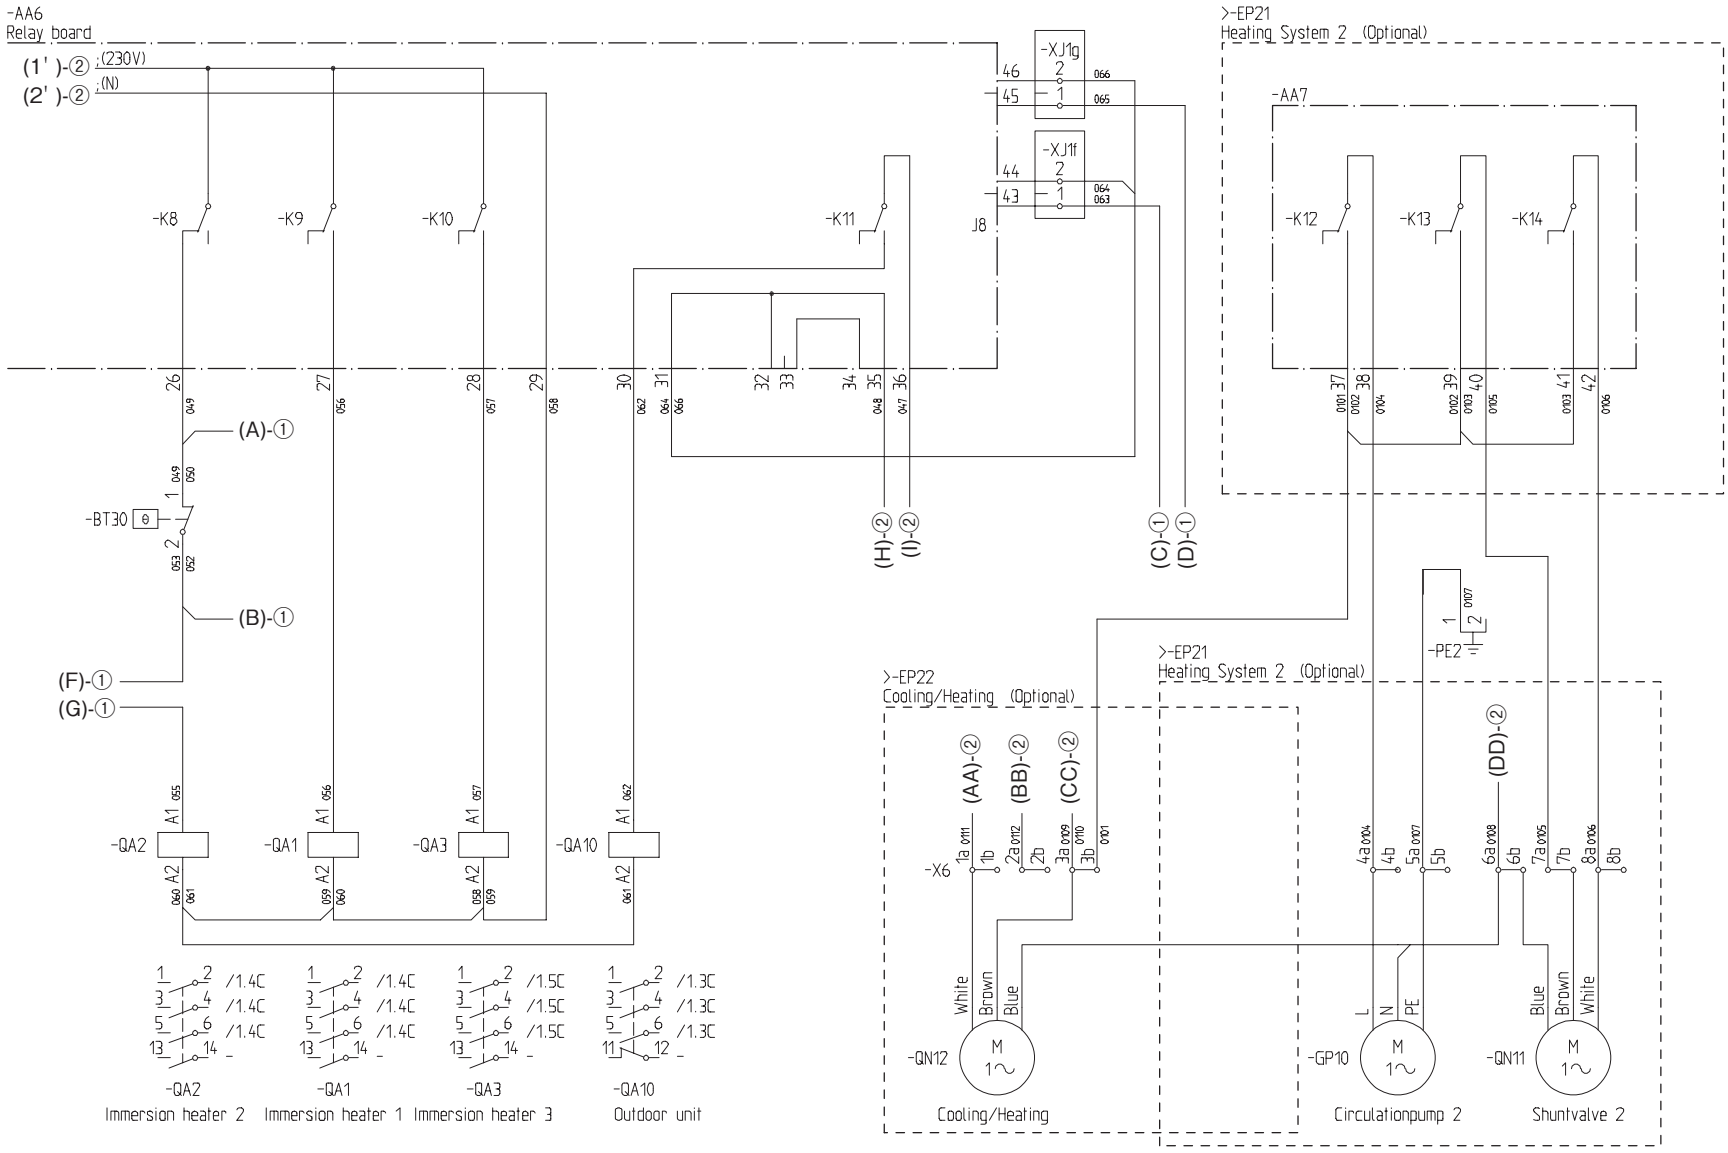 -AA6
Relay board
(1' )-② ;(230V)
(2' )-② ;(N)
-K8
-K9
-K10
-K11
J8
46
45
44
43
-XJ1g
2
1
066
065
-XJ1f
2
1
064
063
>-EP21
Heating System 2 (Optional)
-AA7
-K12
-K13
-K14
26
27
28
29
30
31
32
33
34
35
36
049
056
057
058
062
064
066
048
047
37
38
39
40
41
42
0101
0102
0104
0102
0103
0105
0103
0106
(A)-①
049
050
1
-BT30
θ
2
053
052
(B)-①
(F)-①
(G)-①
(H)-②
(I)-②
(C)-①
(D)-①
1
2
0107
-PE2
>-EP22
Cooling/Heating (Optional)
>-EP21
Heating System 2 (Optional)
(AA)-②
(BB)-②
(CC)-②
(DD)-②
A1 055
A1 056
A1 057
A1 062
-QA2
-QA1
-QA3
-QA10
A2
A2
A2
A2
060
061
059
060
058
059
061
-X6
1a 0111
1b
2a 0112
2b
3a 0109
0110
3b 0101
4a 0104
4b
5a 0107
5b
6a 0108
6b
7a 0105
7b
8a 0106
8b
White
Brown
Blue
L
N
PE
Blue
Brown
White
-QN12
M
1~
-GP10
M
1~
-QN11
M
1~
Cooling/Heating
Circulationpump 2
Shuntvalve 2
1 2 /1.4C
3 4 /1.4C
5 6 /1.4C
13 14 -
-QA2
Immersion heater 2
1 2 /1.4C
3 4 /1.4C
5 6 /1.4C
13 14 -
-QA1
Immersion heater 1
1 2 /1.5C
3 4 /1.5C
5 6 /1.5C
13 14 -
-QA3
Immersion heater 3
1 2 /1.3C
3 4 /1.3C
5 6 /1.3C
11 12 -
-QA10
Outdoor unit